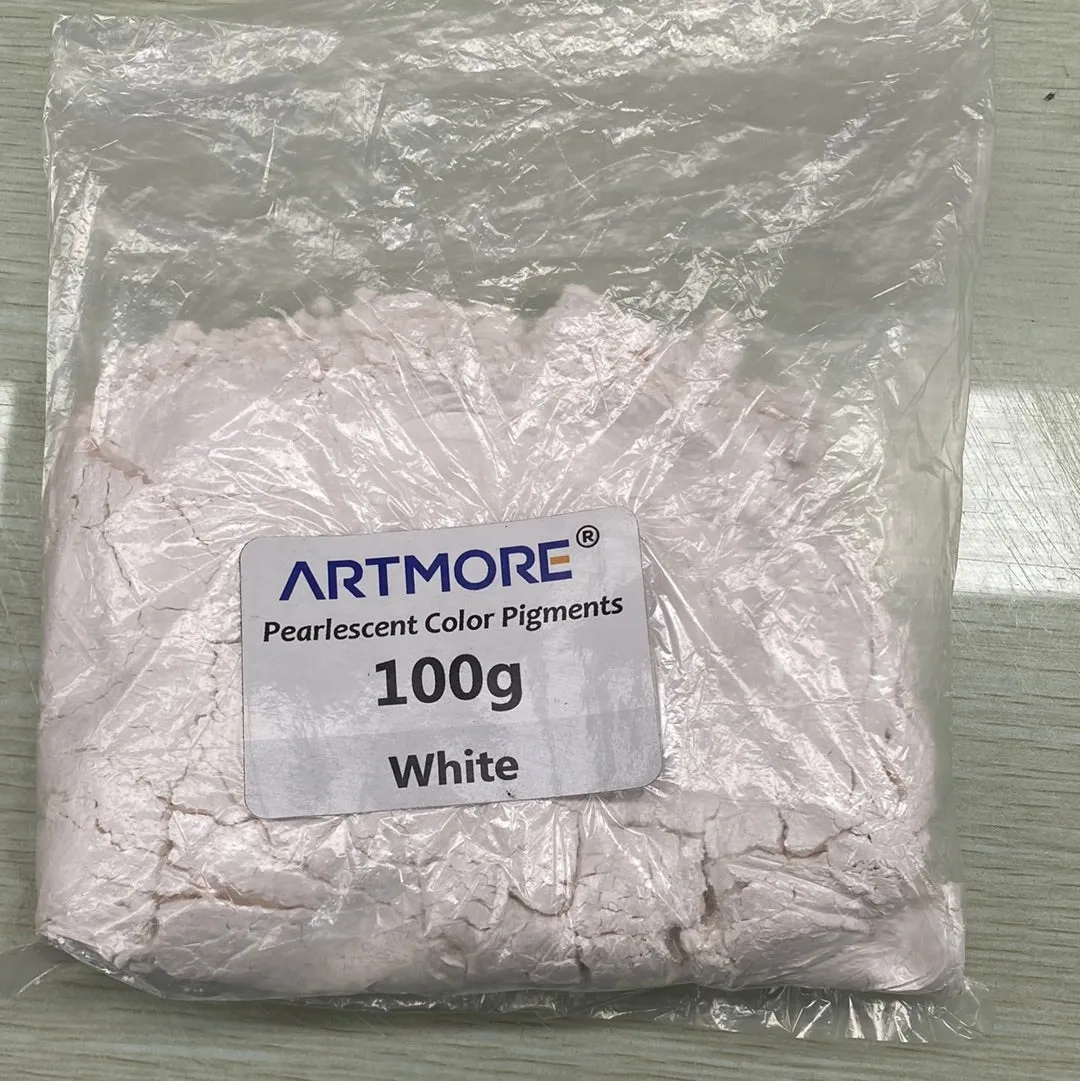 ARTMORE®
Pearlescent Color Pigments
100g
White